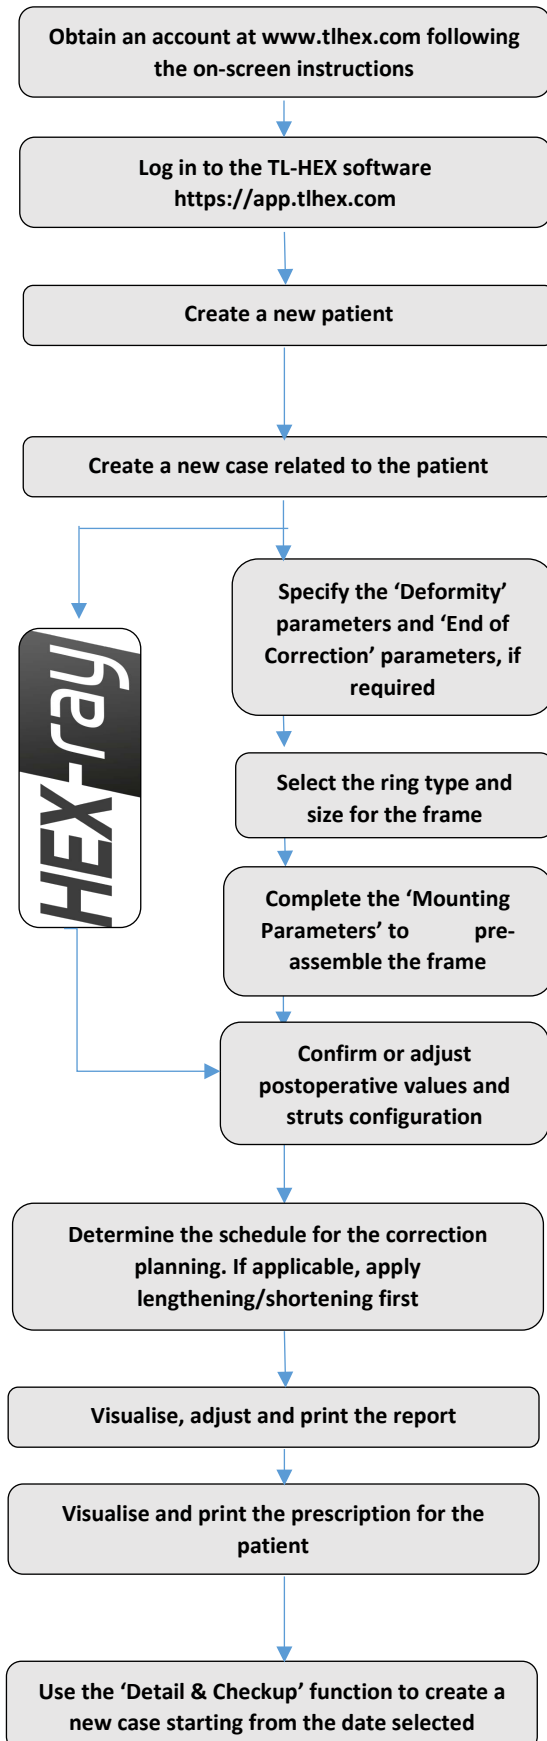 Obtain an account at www.tlhex.com following
the on-screen instructions
Log in to the TL-HEX software
https://app.tlhex.com
Create a new patient
Create a new case related to the patient
Specify the ‘Deformity’
parameters and ‘End of
Correction’ parameters, if
required
HEX-ray
Select the ring type and
size for the frame
Complete the ‘Mounting
Parameters’ to pre-
assemble the frame
Confirm or adjust
postoperative values and
struts configuration
Determine the schedule for the correction
planning. If applicable, apply
lengthening/shortening first
Visualise, adjust and print the report
Visualise and print the prescription for the
patient
Use the ‘Detail & Checkup’ function to create a
new case starting from the date selected